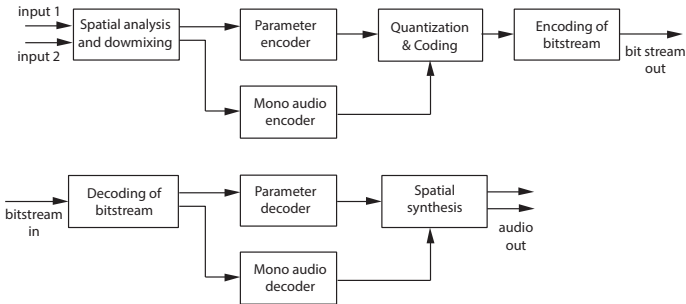 input 1
input 2
Spatial analysis
and dowmixing
Parameter
encoder
Quantization
& Coding
Encoding of
bitstream
bit stream
out
Mono audio
encoder
bitstream
in
Decoding of
bitstream
Parameter
decoder
Spatial
synthesis
audio
out
Mono audio
decoder